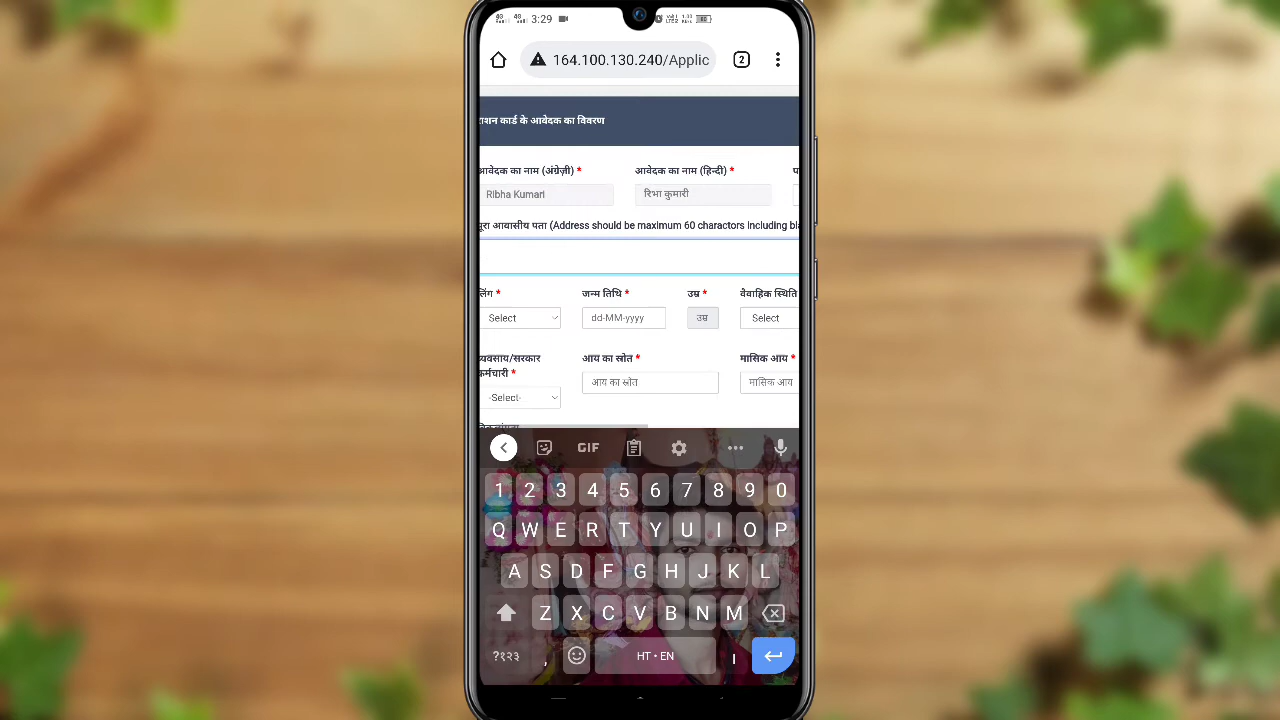 4G 4G 3:29
164.100.130.240/Applic 2
राशन कार्ड के आवेदक का विवरण
आवेदक का नाम (अंग्रेज़ी) * आवेदक का नाम (हिन्दी) *
Ribha Kumari रिभा कुमारी
पूरा आवासीय पता (Address should be maximum 60 charactors including bla
लिंग * जन्म तिथि * उम्र * वैवाहिक स्थिति
Select dd-MM-yyyy उम्र Select
व्यवसाय/सरकार आय का स्रोत * मासिक आय *
कर्मचारी *
-Select- आय का स्रोत मासिक आय
GIF
1 2 3 4 5 6 7 8 9 0
Q W E R T Y U I O P
A S D F G H J K L
Z X C V B N M
?१२३ , HT • EN ।